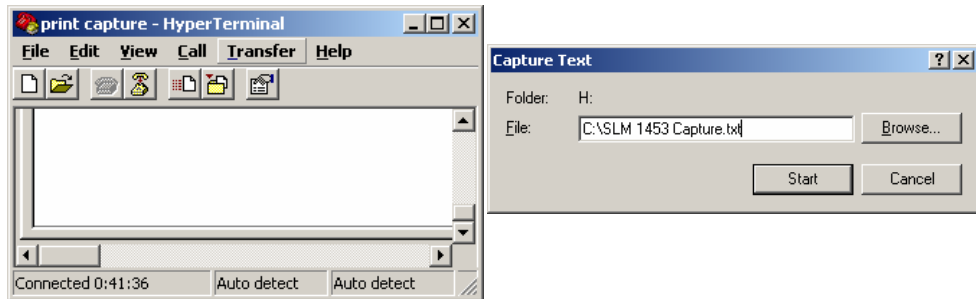 print capture - HyperTerminal
File Edit View Call Transfer Help
Connected 0:41:36 Auto detect Auto detect
Capture Text
Folder: H:
File: C:\SLM 1453 Capture.txt Browse...
Start Cancel